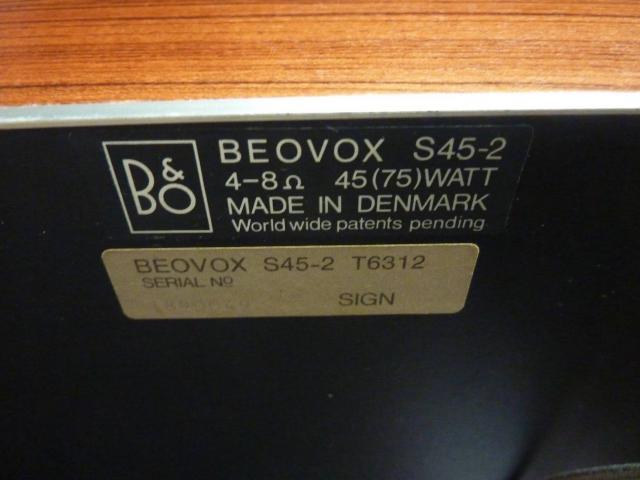 B&O
BEOVOX S45-2
4-8Ω 45(75)WATT
MADE IN DENMARK
World wide patents pending
BEOVOX S45-2 T6312
SERIAL Nº
SIGN